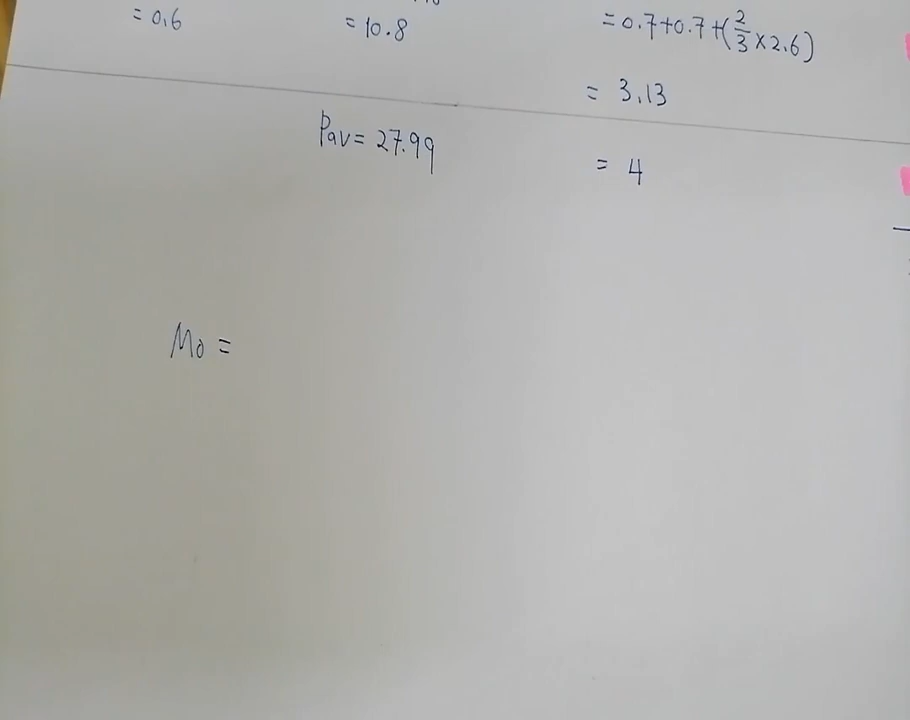 = 0.6
= 10.8
= 0.7+0.7+(2/3 × 2.6)
= 3.13
Pav = 27.99
= 4
Mo =